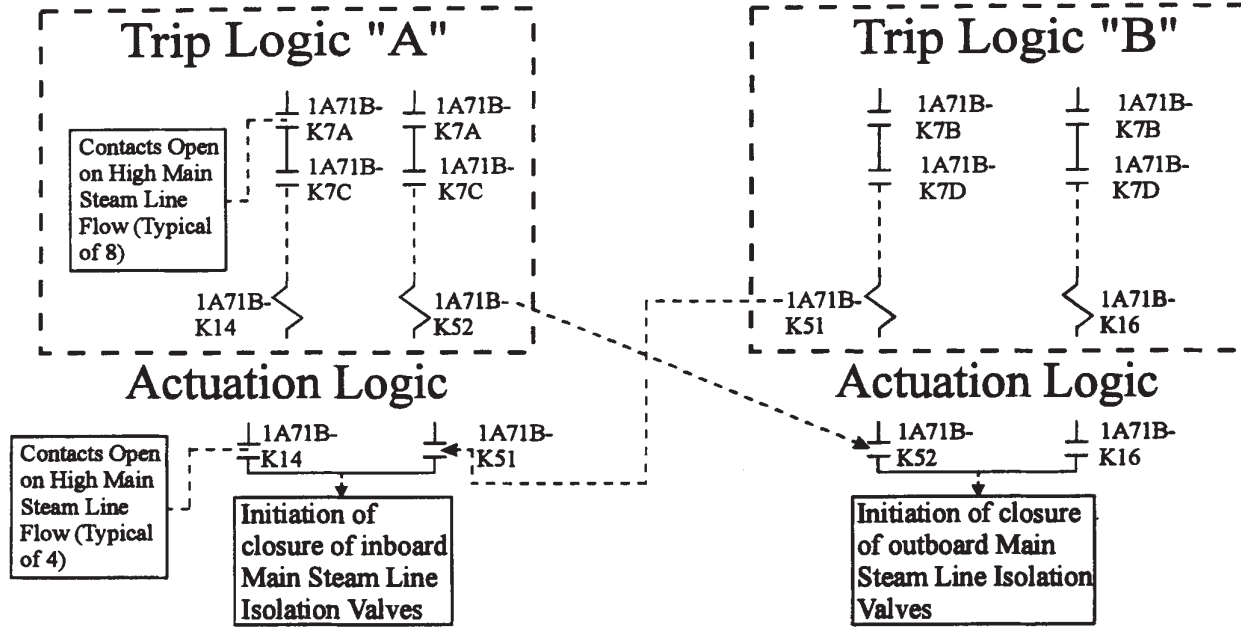 Trip Logic "A"
1A71B-
K7A
1A71B-
K7A
Contacts Open
on High Main
Steam Line
Flow (Typical
of 8)
1A71B-
K7C
1A71B-
K7C
1A71B-
K14
1A71B-
K52
Trip Logic "B"
1A71B-
K7B
1A71B-
K7B
1A71B-
K7D
1A71B-
K7D
1A71B-
K51
1A71B-
K16
Actuation Logic
Contacts Open
on High Main
Steam Line
Flow (Typical
of 4)
1A71B-
K14
1A71B-
K51
Initiation of
closure of inboard
Main Steam Line
Isolation Valves
Actuation Logic
1A71B-
K52
1A71B-
K16
Initiation of closure
of outboard Main
Steam Line Isolation
Valves